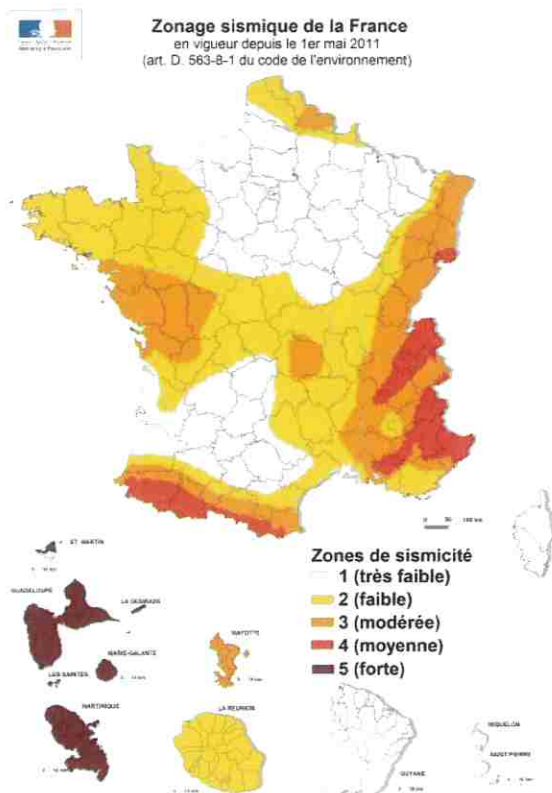 Zonage sismique de la France
en vigueur depuis le 1er mai 2011
(art. D. 563-8-1 du code de l'environnement)
ST MARTIN
GUADELOUPE
LA DESIRADE
MARIE-GALANTE
LES SAINTES
MAYOTTE
MARTINIQUE
LA REUNION
Zones de sismicité
1 (très faible)
2 (faible)
3 (modérée)
4 (moyenne)
5 (forte)
MIQUELON
SAINT-PIERRE
GUYANE